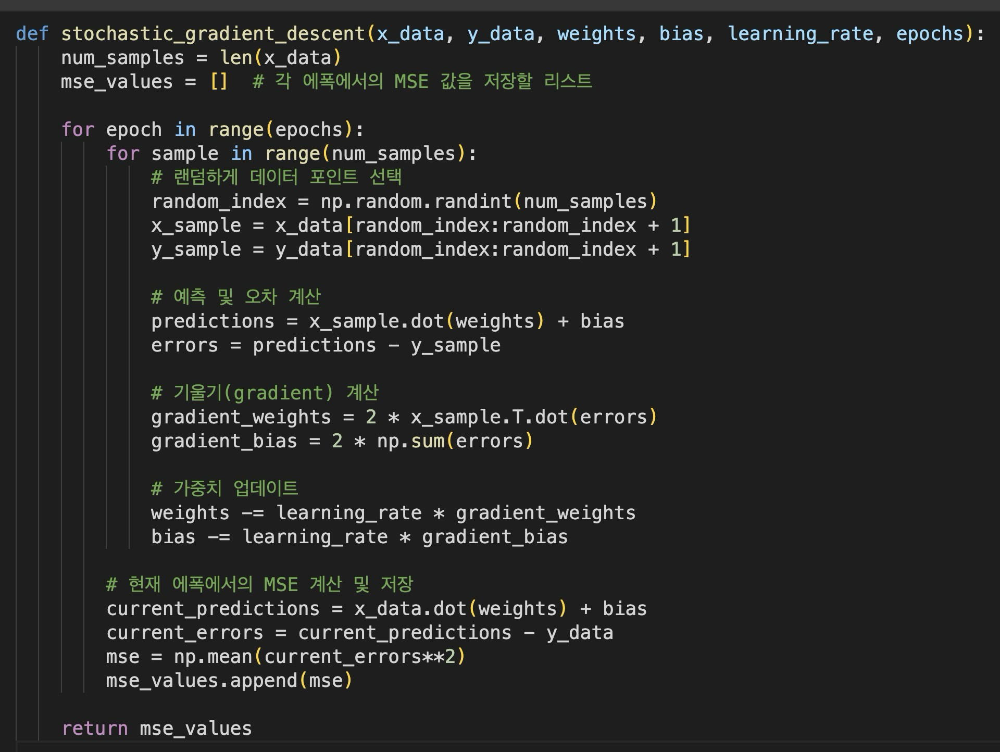 def stochastic_gradient_descent(x_data, y_data, weights, bias, learning_rate, epochs):
    num_samples = len(x_data)
    mse_values = []  # 각 에폭에서의 MSE 값을 저장할 리스트

    for epoch in range(epochs):
        for sample in range(num_samples):
            # 랜덤하게 데이터 포인트 선택
            random_index = np.random.randint(num_samples)
            x_sample = x_data[random_index:random_index + 1]
            y_sample = y_data[random_index:random_index + 1]

            # 예측 및 오차 계산
            predictions = x_sample.dot(weights) + bias
            errors = predictions - y_sample

            # 기울기(gradient) 계산
            gradient_weights = 2 * x_sample.T.dot(errors)
            gradient_bias = 2 * np.sum(errors)

            # 가중치 업데이트
            weights -= learning_rate * gradient_weights
            bias -= learning_rate * gradient_bias

        # 현재 에폭에서의 MSE 계산 및 저장
        current_predictions = x_data.dot(weights) + bias
        current_errors = current_predictions - y_data
        mse = np.mean(current_errors**2)
        mse_values.append(mse)

    return mse_values